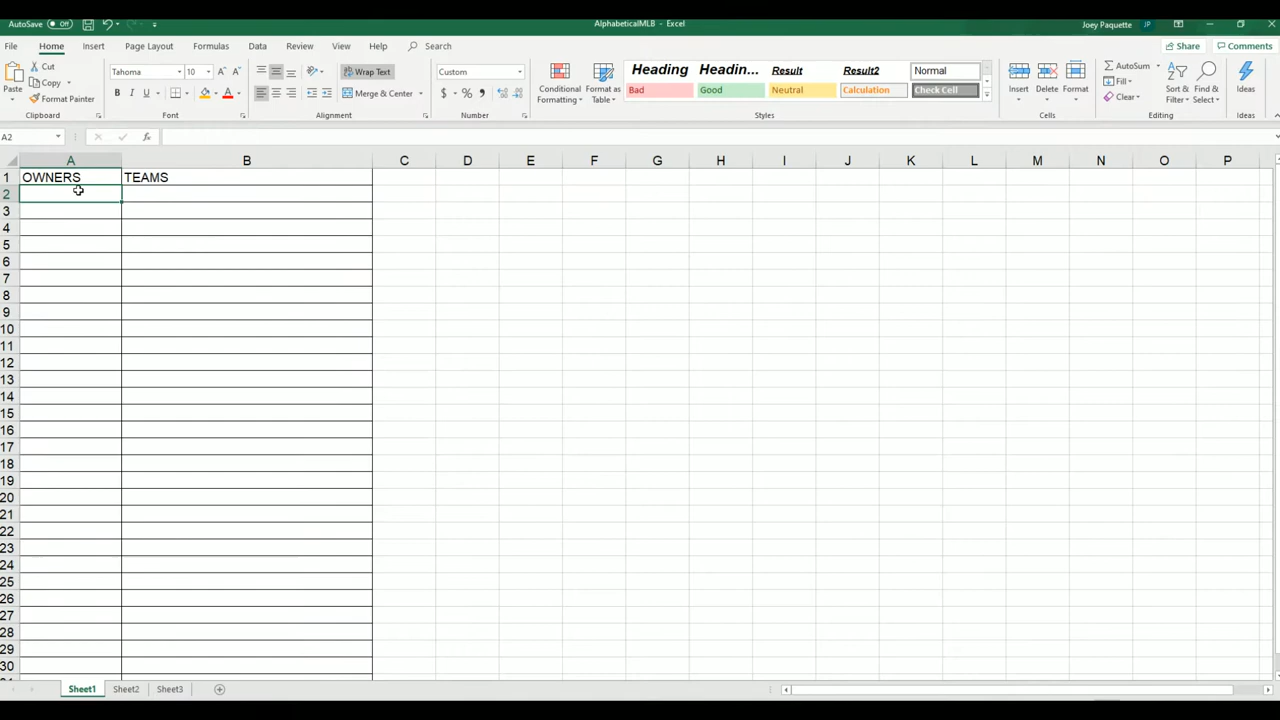 AutoSave Off AlphabeticalMLB - Excel Joey Paquette JP
File Home Insert Page Layout Formulas Data Review View Help Search Share Comments
Paste Cut Copy Format Painter Clipboard
Tahoma 10 A A B I U A Font
Wrap Text Merge & Center Alignment
Custom $ % Number
Conditional Formatting Format as Table
Heading Headin... Result Result2 Normal
Bad Good Neutral Calculation Check Cell
Styles
Insert Delete Format Cells
AutoSum Fill Clear Sort & Filter Find & Select Editing
Ideas Ideas
A2 fx
A B C D E F G H I J K L M N O P
1 OWNERS TEAMS
2
3
4
5
6
7
8
9
10
11
12
13
14
15
16
17
18
19
20
21
22
23
24
25
26
27
28
29
30
Sheet1 Sheet2 Sheet3